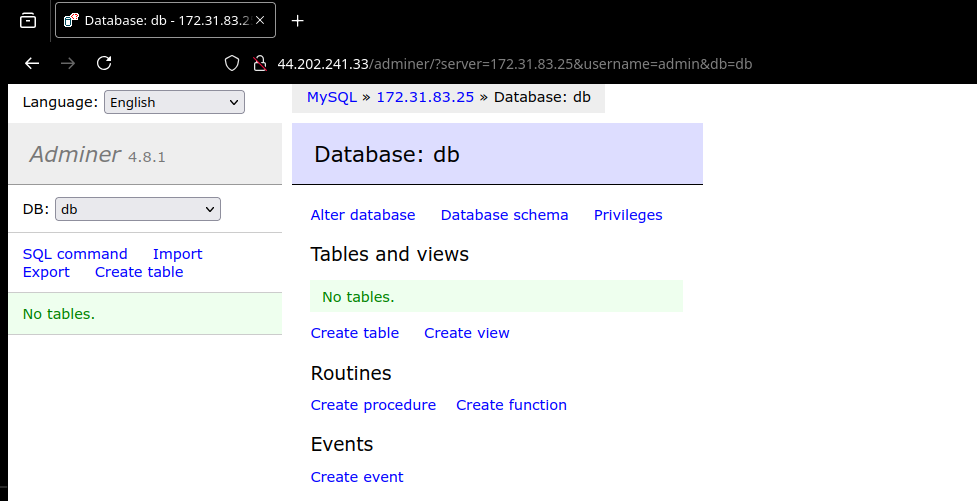 Database: db - 172.31.83.2
44.202.241.33/adminer/?server=172.31.83.25&username=admin&db=db
Language: English
MySQL » 172.31.83.25 » Database: db
Adminer 4.8.1
Database: db
DB: db
Alter database Database schema Privileges
SQL command Import
Export Create table
No tables.
Tables and views
No tables.
Create table Create view
Routines
Create procedure Create function
Events
Create event